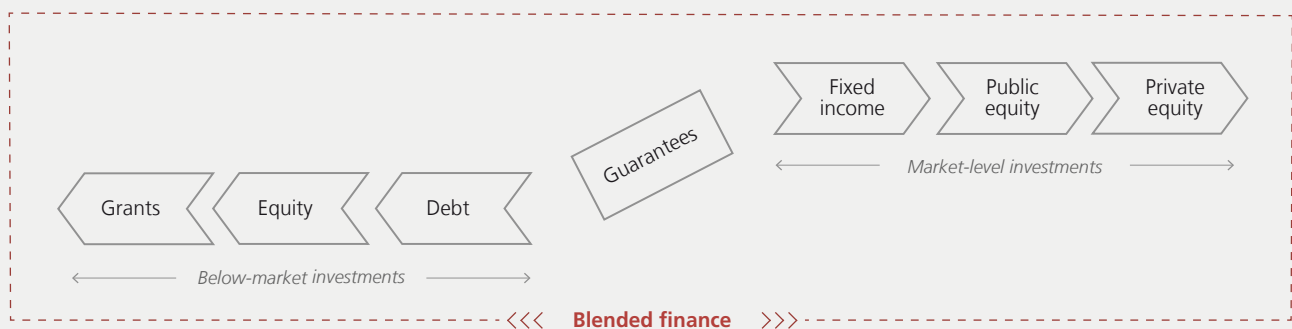 Fixed
income
Public
equity
Private
equity
Market-level investments
Guarantees
Grants
Equity
Debt
Below-market investments
Blended finance